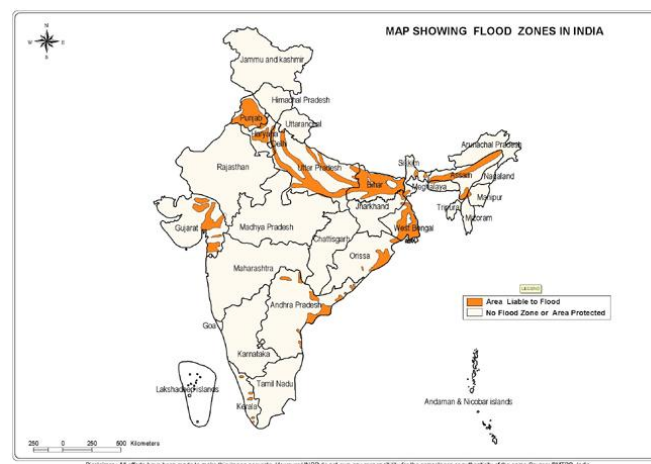 MAP SHOWING FLOOD ZONES IN INDIA
N
W
E
S
Jammu and kashmir
Himachal Pradesh
Punjab
Uttaranchal
Haryana
Delhi
Arunachal Pradesh
Rajasthan
Uttar Pradesh
Sikkim
Assam
Nagaland
Bihar
Meghalaya
Manipur
Jharkhand
Tripura
Mizoram
Gujarat
Madhya Pradesh
West Bengal
Chattisgarh
Orissa
Maharashtra
Legend
Area Liable to Flood
No Flood Zone or Area Protected
Andhra Pradesh
Goa
Karnataka
Lakshadeep islands
Tamil Nadu
Kerala
Andaman & Nicobar islands
250 0 250 500 Kilometers